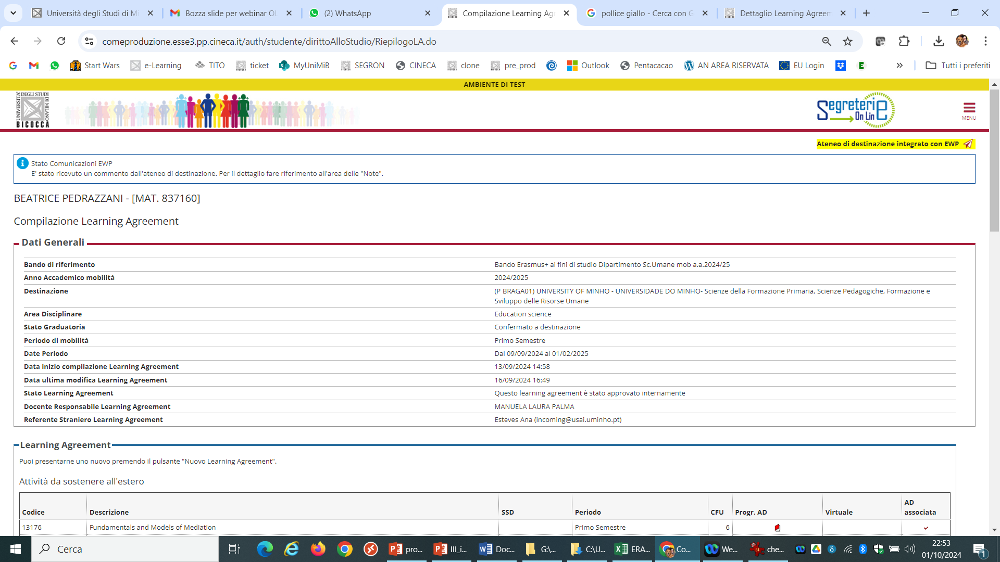 Università degli Studi di Mi
Bozza slide per webinar OL
(2) WhatsApp
Compilazione Learning Ag
pollice giallo - Cerca con G
Dettaglio Learning Agreem
comeproduzione.esse3.pp.cineca.it/auth/studente/dirittoAlloStudio/RiepilogoLA.do
Start Wars
e-Learning
TITO
ticket
MyUniMiB
SEGRON
CINECA
clone
pre_prod
Outlook
Pentacacao
AN AREA RISERVATA
EU Login
Tutti i preferiti
AMBIENTE DI TEST
UNIVERSITÀ DEGLI STUDI DI MILANO BICOCCA
SegreteriE
On LinE
MENU
Ateneo di destinazione integrato con EWP
Stato Comunicazioni EWP
E' stato ricevuto un commento dall'ateneo di destinazione. Per il dettaglio fare riferimento all'area delle "Note".
BEATRICE PEDRAZZANI - [MAT. 837160]
Compilazione Learning Agreement
Dati Generali
Bando di riferimento Bando Erasmus+ ai fini di studio Dipartimento Sc.Umane mob a.a.2024/25
Anno Accademico mobilità 2024/2025
Destinazione (P BRAGA01) UNIVERSITY OF MINHO - UNIVERSIDADE DO MINHO- Scienze della Formazione Primaria, Scienze Pedagogiche, Formazione e
Sviluppo delle Risorse Umane
Area Disciplinare Education science
Stato Graduatoria Confermato a destinazione
Periodo di mobilità Primo Semestre
Date Periodo Dal 09/09/2024 al 01/02/2025
Data inizio compilazione Learning Agreement 13/09/2024 14:58
Data ultima modifica Learning Agreement 16/09/2024 16:49
Stato Learning Agreement Questo learning agreement è stato approvato internamente
Docente Responsabile Learning Agreement MANUELA LAURA PALMA
Referente Straniero Learning Agreement Esteves Ana (incoming@usai.uminho.pt)
Learning Agreement
Puoi presentarne uno nuovo premendo il pulsante "Nuovo Learning Agreement".
Attività da sostenere all'estero
Codice Descrizione SSD Periodo CFU Progr. AD Virtuale AD associata
13176 Fundamentals and Models of Mediation Primo Semestre 6
Cerca
pro...
III_i...
Doc...
G:\...
C:\U...
ERA...
Co...
We...
che...
22:53
01/10/2024
1